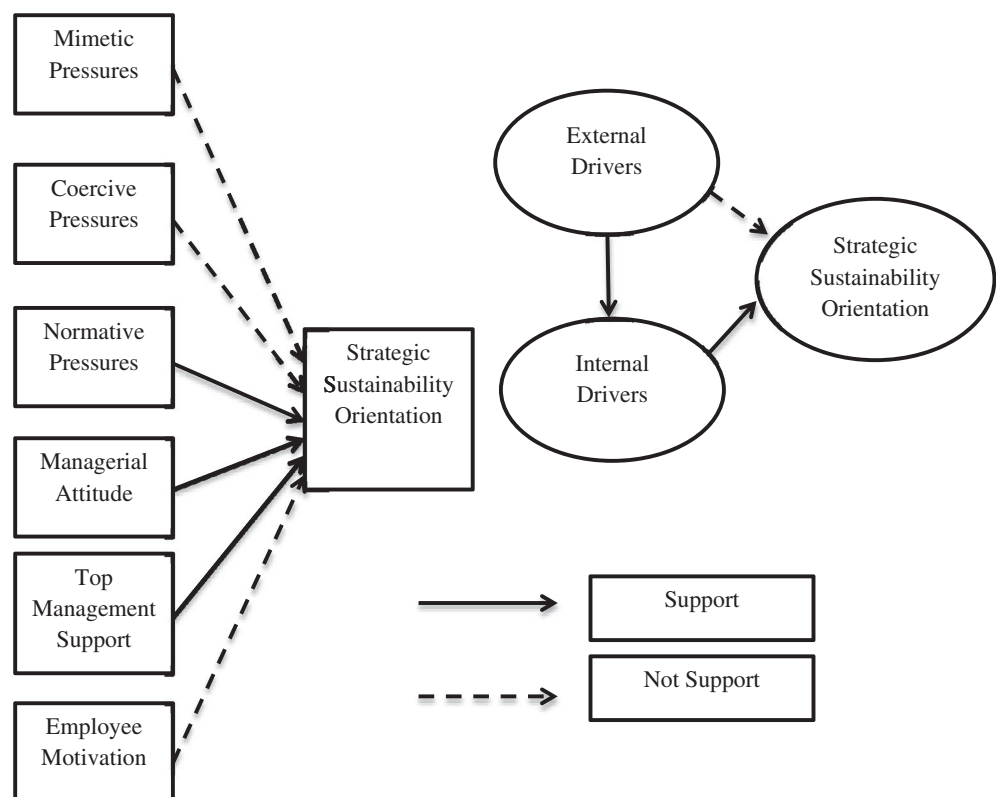 Mimetic
Pressures
Coercive
Pressures
Normative
Pressures
Managerial
Attitude
Top
Management
Support
Employee
Motivation
Strategic
Sustainability
Orientation
External
Drivers
Internal
Drivers
Strategic
Sustainability
Orientation
Support
Not Support